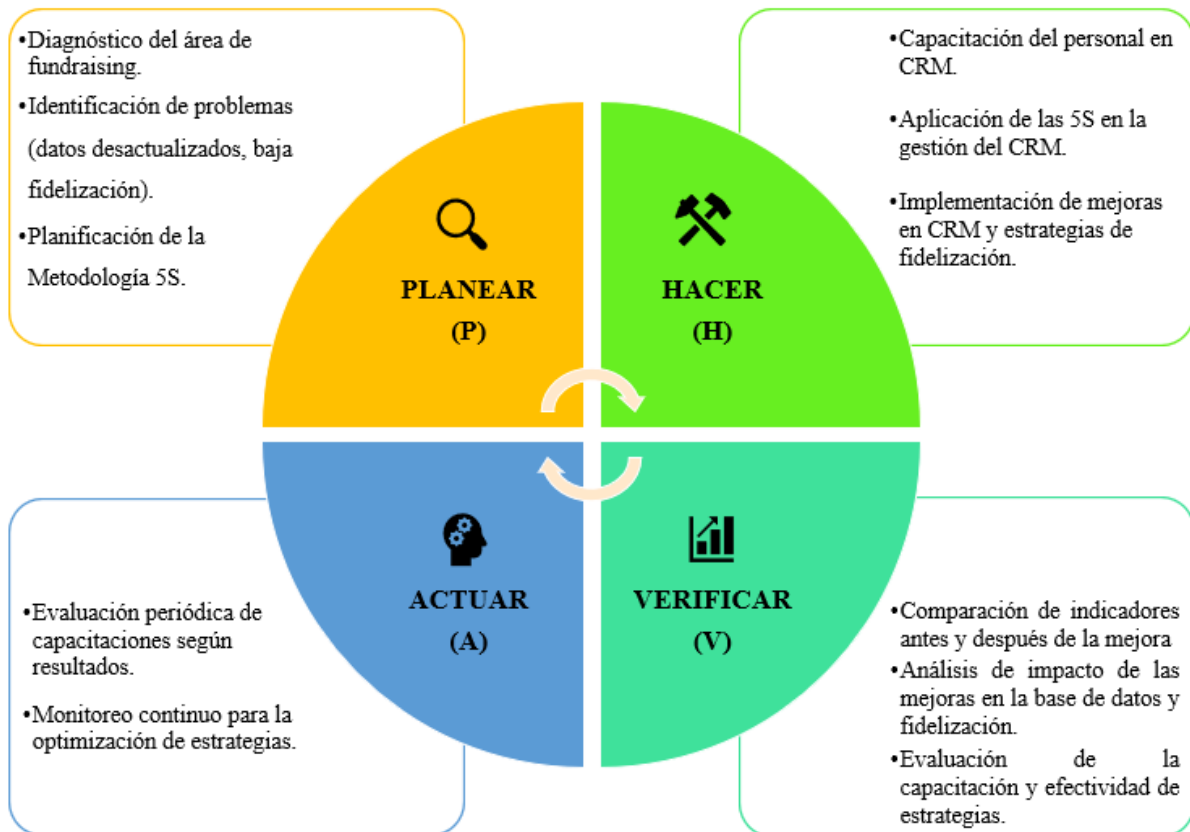 •Diagnóstico del área de
fundraising.
•Identificación de problemas
(datos desactualizados, baja
fidelización).
•Planificación de la
Metodología 5S.
PLANEAR
(P)
•Capacitación del personal en
CRM.
•Aplicación de las 5S en la
gestión del CRM.
•Implementación de mejoras
en CRM y estrategias de
fidelización.
HACER
(H)
ACTUAR
(A)
•Evaluación periódica de
capacitaciones según
resultados.
•Monitoreo continuo para la
optimización de estrategias.
VERIFICAR
(V)
•Comparación de indicadores
antes y después de la mejora
•Análisis de impacto de las
mejoras en la base de datos y
fidelización.
•Evaluación de la
capacitación y efectividad de
estrategias.